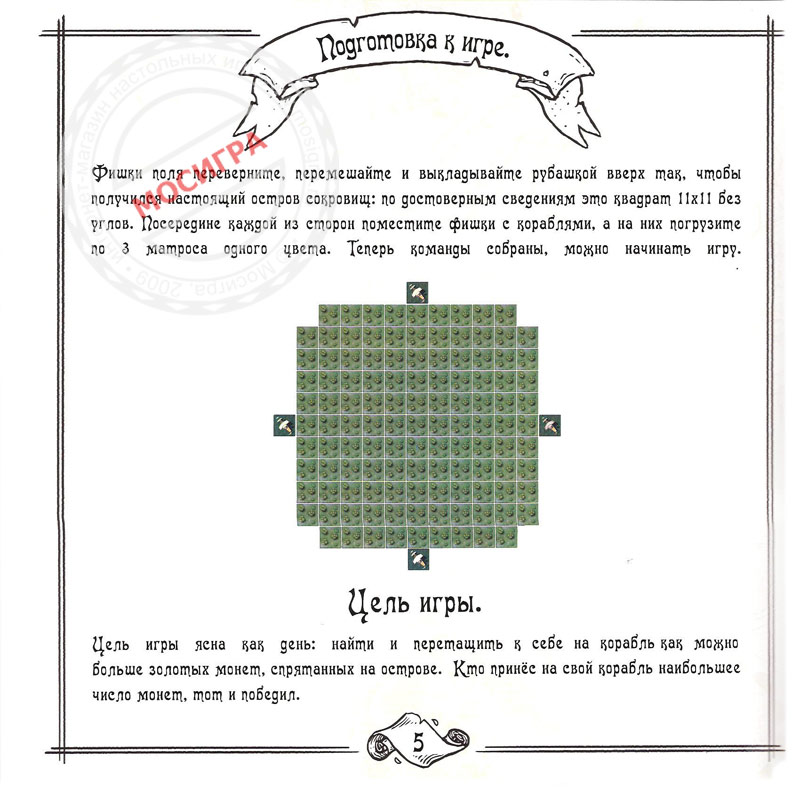 Подготовка к игре.
Фишки поля переверните, перемешайте и выкладывайте рубашкой вверх так, чтобы
получился настоящий остров сокровищ: по достоверным сведениям это квадрат 11x11 без
углов. Посередине каждой из сторон поместите фишки с кораблями, а на них погрузите
по 3 матроса одного цвета. Теперь команды собраны, можно начинать игру.
МОСИГРА
Цель игры.
Цель игры ясна как день: найти и перетащить к себе на корабль как можно
больше золотых монет, спрятанных на острове. Кто принёс на свой корабль наибольшее
число монет, тот и победил.
5